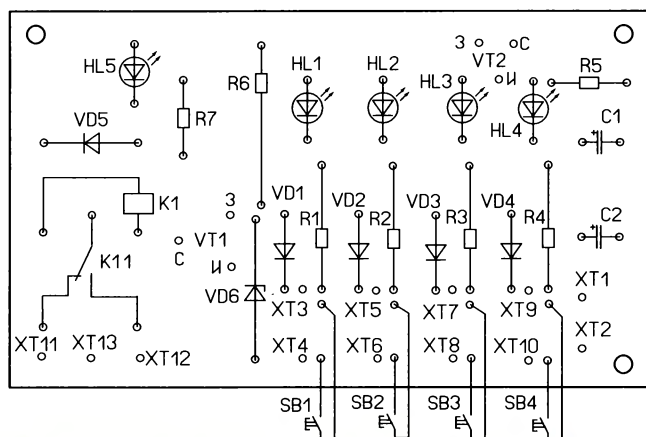 HL5
HL1
HL2
З
С
VT2
И
HL3
HL4
R5
R6
R7
C1
VD5
K1
З
VT1
С
И
VD1
R1
VD2
R2
VD3
R3
VD4
R4
C2
K11
VD6
XT3
XT5
XT7
XT9
XT1
XT11
XT13
XT12
XT4
XT6
XT8
XT10
XT2
SB1
SB2
SB3
SB4